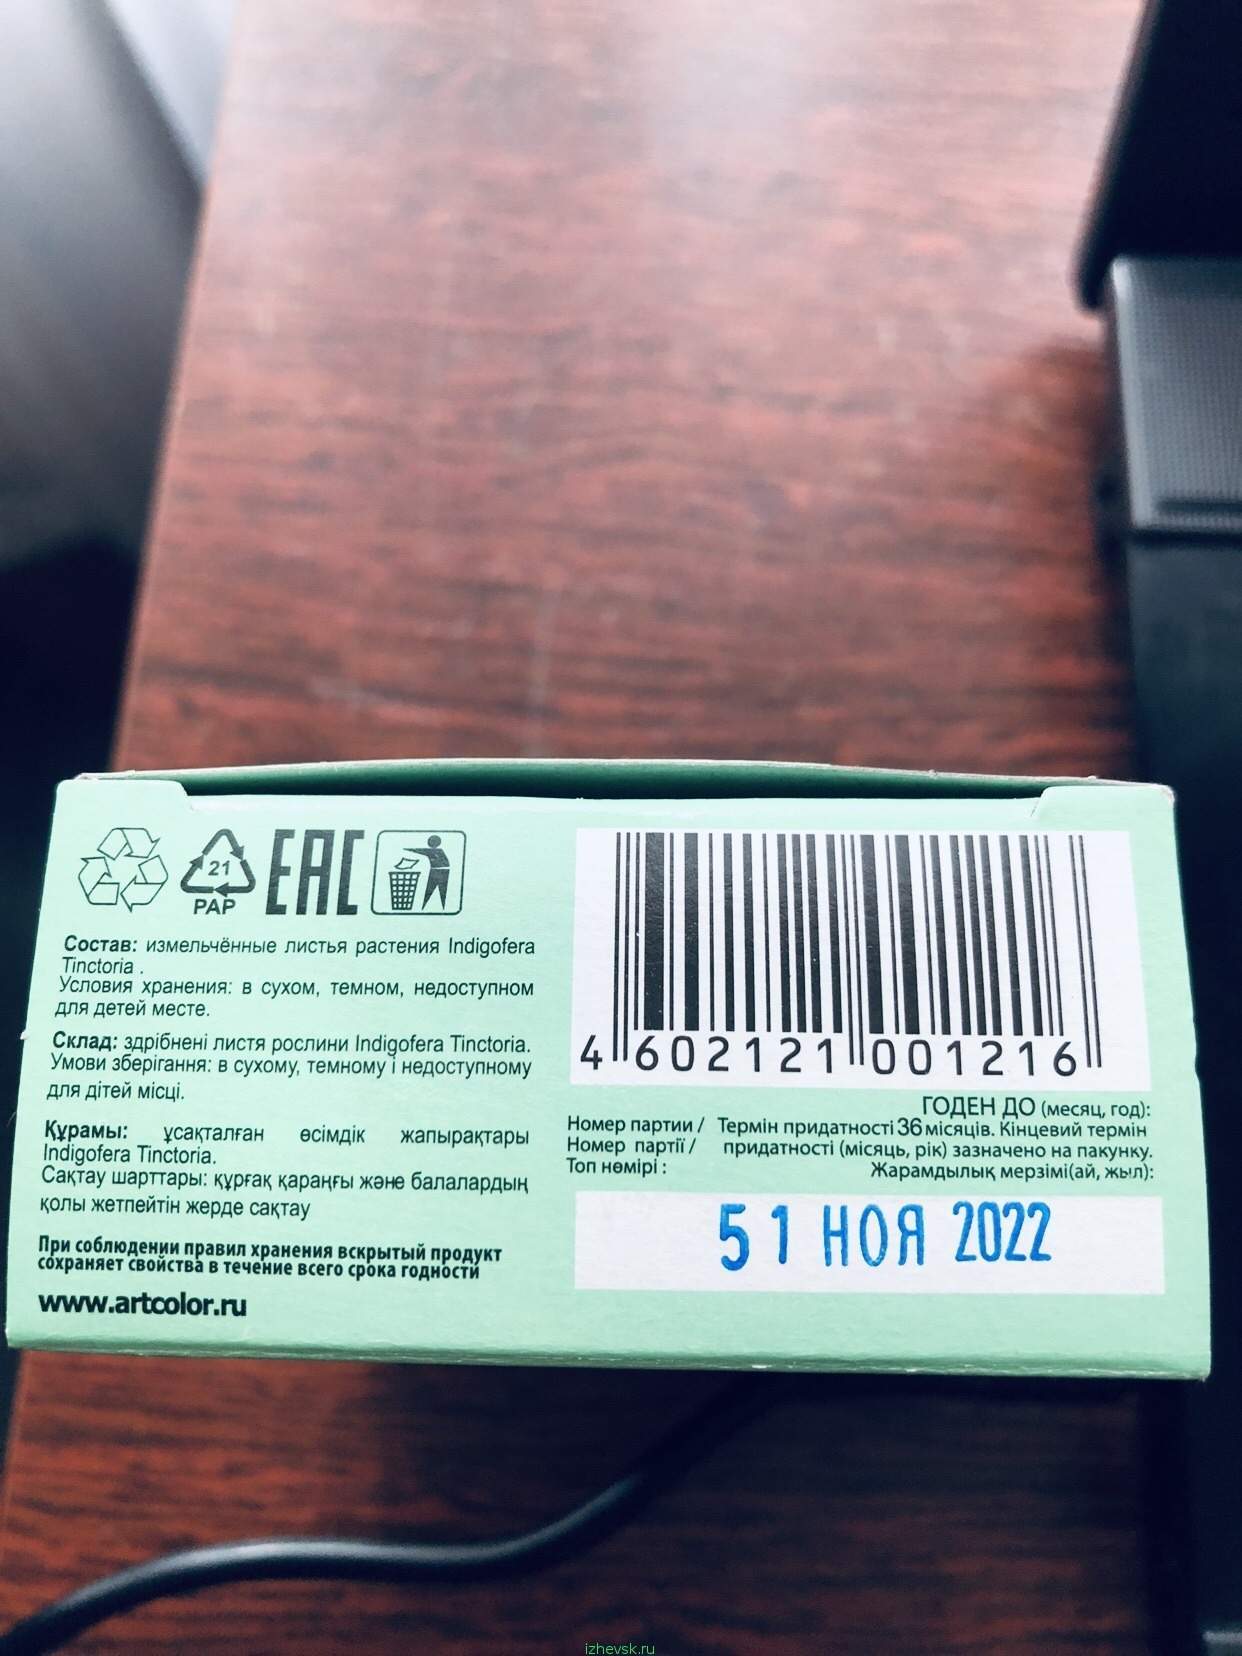 21
PAP
EAC
Состав: измельчённые листья растения Indigofera
Tinctoria .
Условия хранения: в сухом, темном, недоступном
для детей месте.
Склад: здрібнені листя рослини Indigofera Tinctoria.
Умови зберігання: в сухому, темному і недоступному
для дітей місці.
Құрамы: ұсақталған өсімдік жапырақтары
Indigofera Tinctoria.
Сақтау шарттары: құрғақ қараңғы және балалардың
қолы жетпейтін жерде сақтау
При соблюдении правил хранения вскрытый продукт
сохраняет свойства в течение всего срока годности
www.artcolor.ru
4 602121 001216
ГОДЕН ДО (месяц, год):
Номер партии / Термін придатності 36 місяців. Кінцевий термін
Номер партії / придатності (місяць, рік) зазначено на пакунку.
Топ нөмірі : Жарамдылық мерзімі(ай, жыл):
51 НОЯ 2022
izhevsk.ru